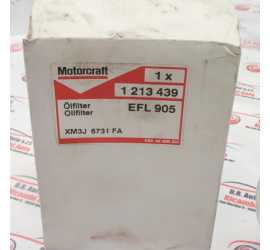 Motorcraft
1 x
1 213 439
Ölfilter
Oilfilter
EFL 905
XM3J 6731 FA